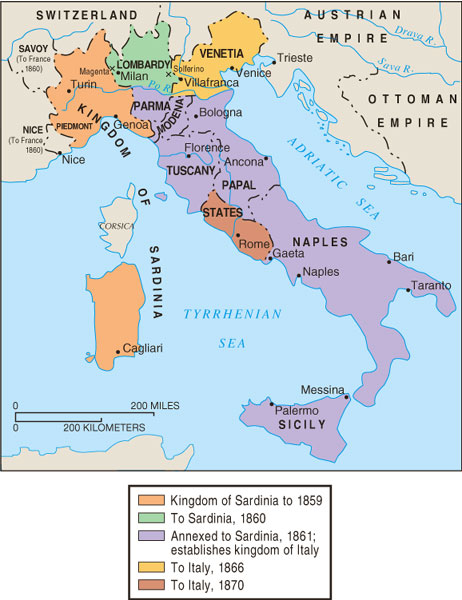 SWITZERLAND
AUSTRIAN
EMPIRE
Drava R.
Sava R.
SAVOY
(To France
1860)
LOMBARDY
Magenta
Milan
Solferino
VENETIA
Venice
Trieste
Villafranca
Turin
Po R.
OTTOMAN
EMPIRE
PARMA
MODENA
Bologna
NICE
(To France
1860)
PIEDMONT
Genoa
Nice
KINGDOM
OF
SARDINIA
Florence
TUSCANY
Ancona
ADRIATIC SEA
PAPAL
STATES
CORSICA
Rome
Gaeta
NAPLES
Naples
Bari
Taranto
TYRRHENIAN
SEA
Cagliari
Messina
Palermo
SICILY
0
200 MILES
0
200 KILOMETERS
Kingdom of Sardinia to 1859
To Sardinia, 1860
Annexed to Sardinia, 1861;
establishes kingdom of Italy
To Italy, 1866
To Italy, 1870